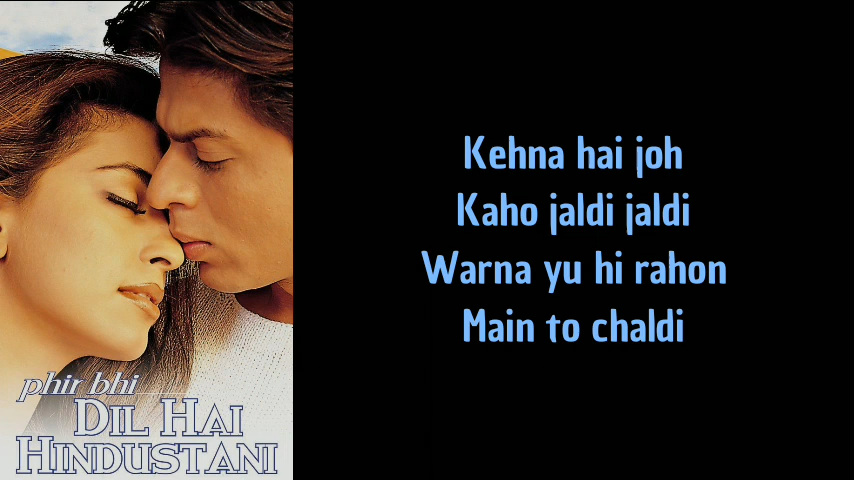 phir bhi
DIL HAI
HINDUSTANI
Kehna hai joh
Kaho jaldi jaldi
Warna yu hi rahon
Main to chaldi